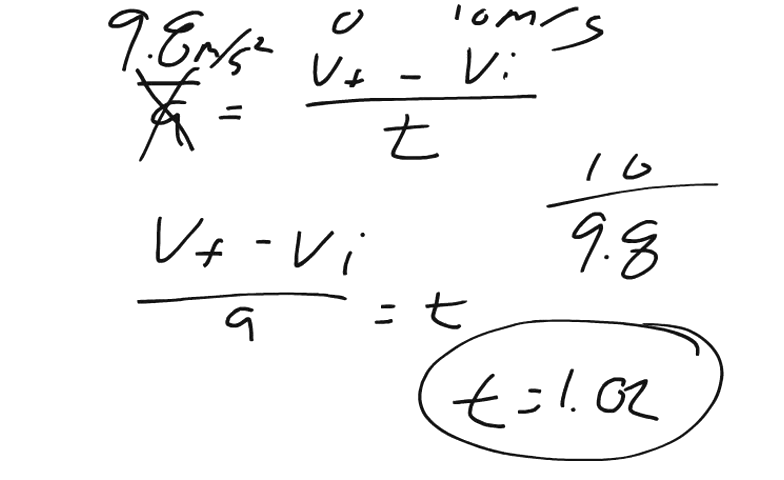 9.8m/s² 0 10m/s
a = Vf - Vi / t
10 / 9.8
Vf - Vi / a = t
t = 1.02